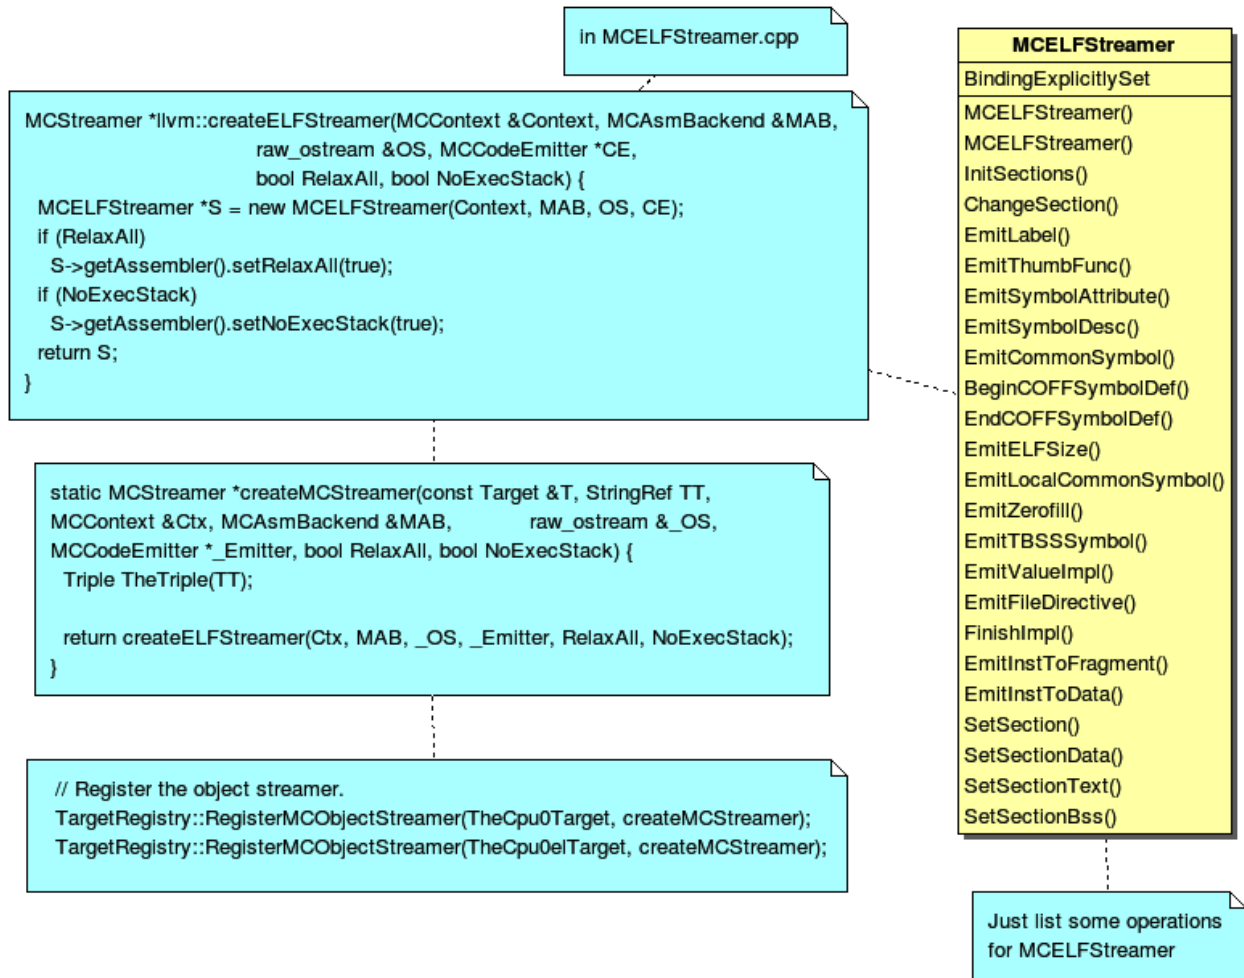 in MCELFStreamer.cpp
MCStreamer *llvm::createELFStreamer(MCContext &Context, MCAsmBackend &MAB,
raw_ostream &OS, MCCodeEmitter *CE,
bool RelaxAll, bool NoExecStack) {
MCELFStreamer *S = new MCELFStreamer(Context, MAB, OS, CE);
if (RelaxAll)
S->getAssembler().setRelaxAll(true);
if (NoExecStack)
S->getAssembler().setNoExecStack(true);
return S;
}
static MCStreamer *createMCStreamer(const Target &T, StringRef TT,
MCContext &Ctx, MCAsmBackend &MAB, raw_ostream &_OS,
MCCodeEmitter *_Emitter, bool RelaxAll, bool NoExecStack) {
Triple TheTriple(TT);
return createELFStreamer(Ctx, MAB, _OS, _Emitter, RelaxAll, NoExecStack);
}
// Register the object streamer.
TargetRegistry::RegisterMCObjectStreamer(TheCpu0Target, createMCStreamer);
TargetRegistry::RegisterMCObjectStreamer(TheCpu0elTarget, createMCStreamer);
MCELFStreamer
BindingExplicitlySet
MCELFStreamer()
MCELFStreamer()
InitSections()
ChangeSection()
EmitLabel()
EmitThumbFunc()
EmitSymbolAttribute()
EmitSymbolDesc()
EmitCommonSymbol()
BeginCOFFSymbolDef()
EndCOFFSymbolDef()
EmitELFSize()
EmitLocalCommonSymbol()
EmitZerofill()
EmitTBSSSymbol()
EmitValueImpl()
EmitFileDirective()
FinishImpl()
EmitInstToFragment()
EmitInstToData()
SetSection()
SetSectionData()
SetSectionText()
SetSectionBss()
Just list some operations
for MCELFStreamer